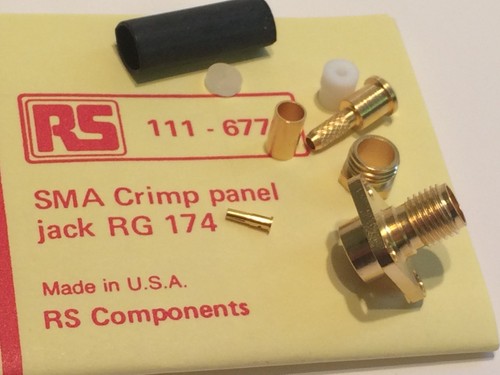 RS 111 - 677
SMA Crimp panel
jack RG 174
Made in U.S.A.
RS Components